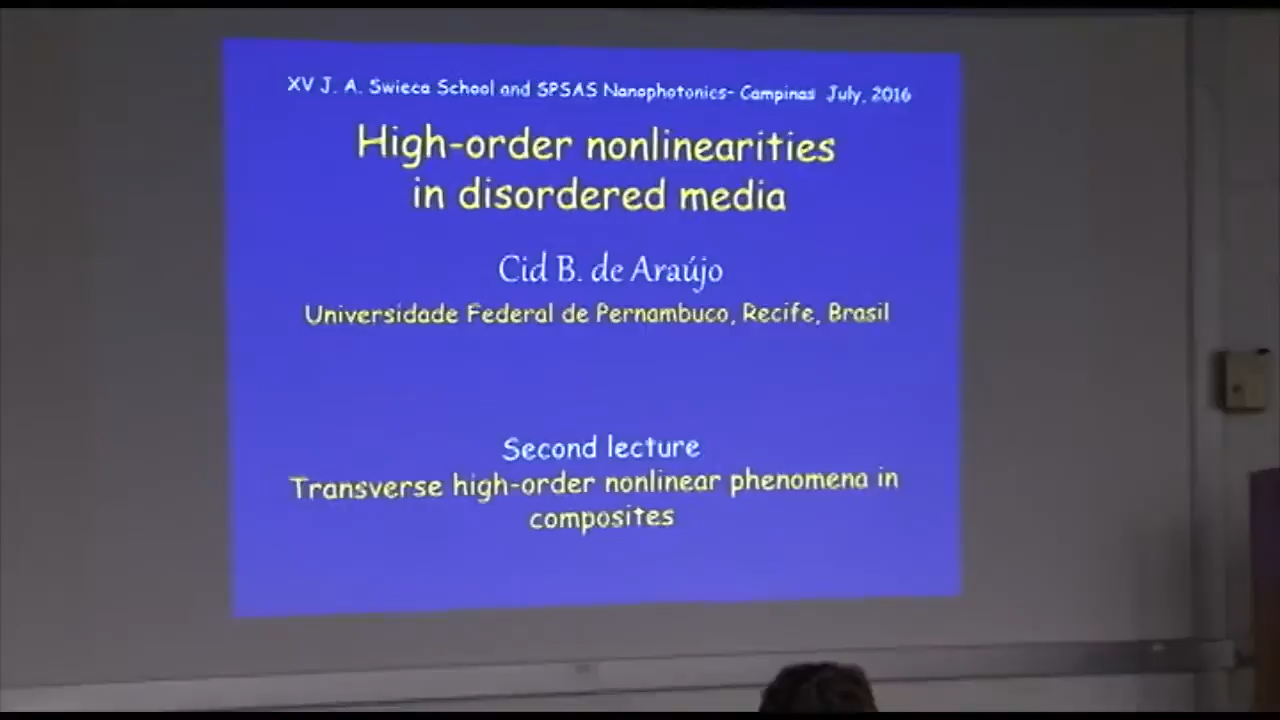 XV J. A. Swieca School and SPSAS Nanophotonics- Campinas July, 2016
High-order nonlinearities
in disordered media
Cid B. de Araújo
Universidade Federal de Pernambuco, Recife, Brasil
Second lecture
Transverse high-order nonlinear phenomena in
composites